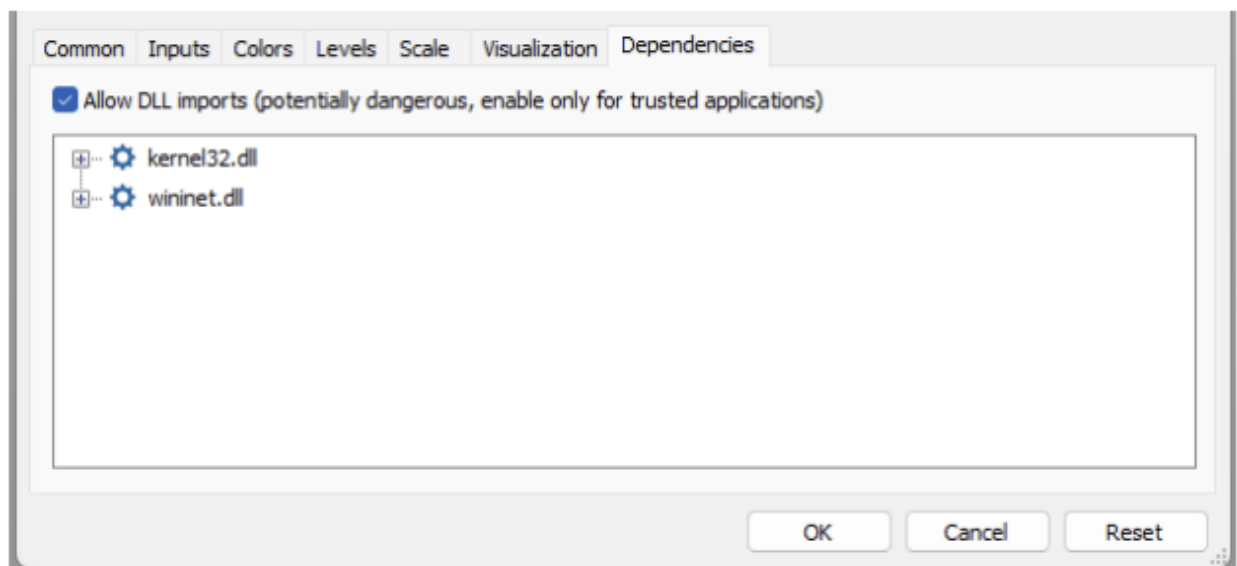 Common Inputs Colors Levels Scale Visualization Dependencies
Allow DLL imports (potentially dangerous, enable only for trusted applications)
kernel32.dll
wininet.dll
OK Cancel Reset